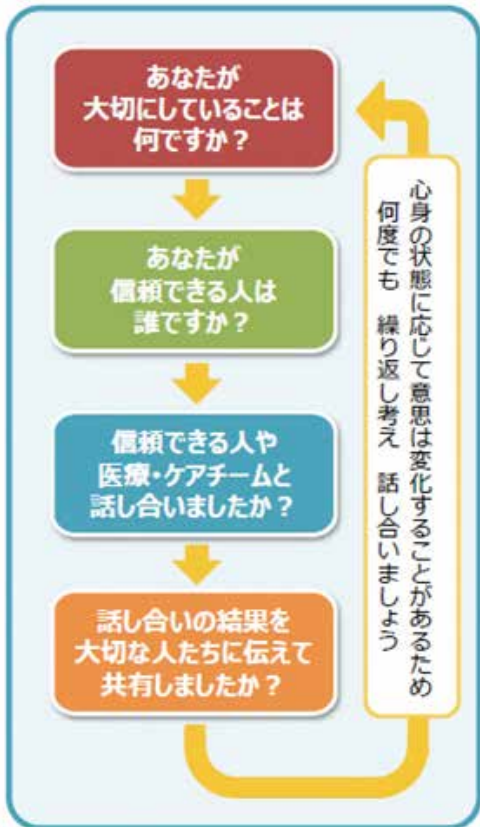 あなたが
大切にしていることは
何ですか？
あなたが
信頼できる人は
誰ですか？
信頼できる人や
医療・ケアチームと
話し合いましたか？
話し合いの結果を
大切な人たちに伝えて
共有しましたか？
心身の状態に応じて意思は変化することがあるため
何度でも　繰り返し考え　話し合いましょう